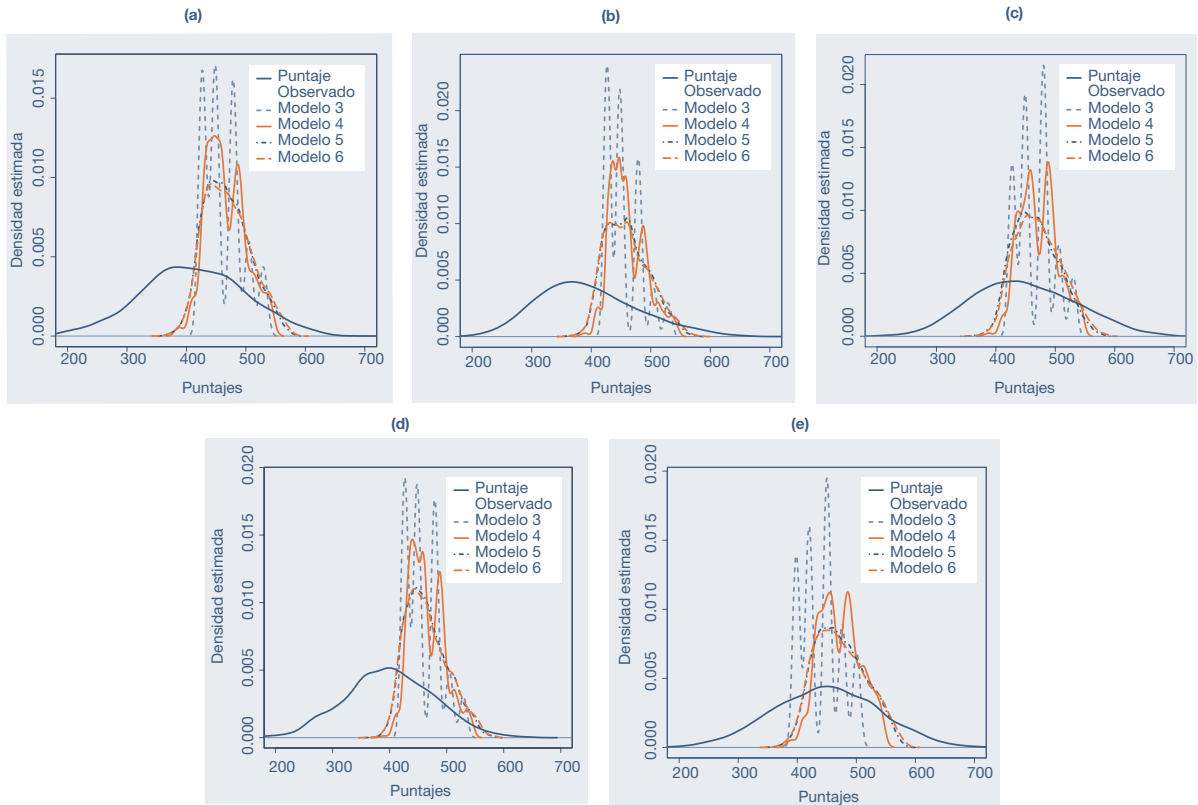 (a)
Densidad estimada
0.000 0.005 0.010 0.015
Puntaje
Observado
Modelo 3
Modelo 4
Modelo 5
Modelo 6
200 300 400 500 600 700
Puntajes
(b)
Densidad estimada
0.000 0.005 0.010 0.015 0.020
Puntaje
Observado
Modelo 3
Modelo 4
Modelo 5
Modelo 6
200 300 400 500 600 700
Puntajes
(c)
Densidad estimada
0.000 0.005 0.010 0.015 0.020
Puntaje
Observado
Modelo 3
Modelo 4
Modelo 5
Modelo 6
200 300 400 500 600 700
Puntajes
(d)
Densidad estimada
0.000 0.005 0.010 0.015 0.020
Puntaje
Observado
Modelo 3
Modelo 4
Modelo 5
Modelo 6
200 300 400 500 600 700
Puntajes
(e)
Densidad estimada
0.000 0.005 0.010 0.015 0.020
Puntaje
Observado
Modelo 3
Modelo 4
Modelo 5
Modelo 6
200 300 400 500 600 700
Puntajes